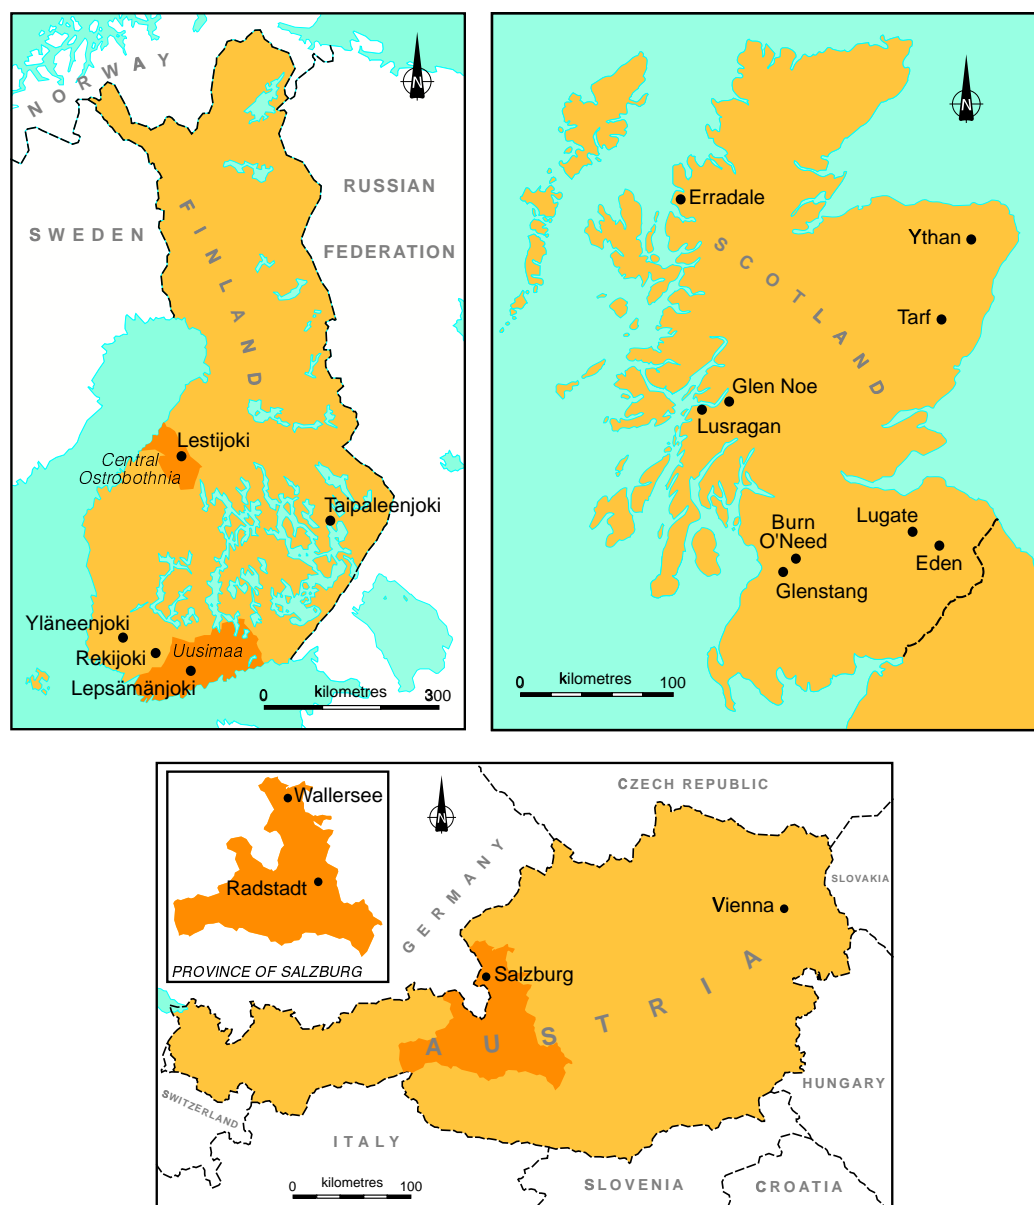 NORWAY
N
RUSSIAN
FEDERATION
SWEDEN
FINLAND
Lestijoki
Central
Ostrobothnia
Taipaleenjoki
Yläneenjoki
Rekijoki
Uusimaa
Lepsämänjoki
0 kilometres 300
N
Erradale
SCOTLAND
Ythan
Tarf
Glen Noe
Lusragan
Burn
O'Need
Glenstang
Lugate
Eden
0 kilometres 100
Wallersee
Radstadt
PROVINCE OF SALZBURG
N
CZECH REPUBLIC
GERMANY
SLOVAKIA
Vienna
Salzburg
AUSTRIA
SWITZERLAND
ITALY
HUNGARY
SLOVENIA
CROATIA
kilometres
0 100